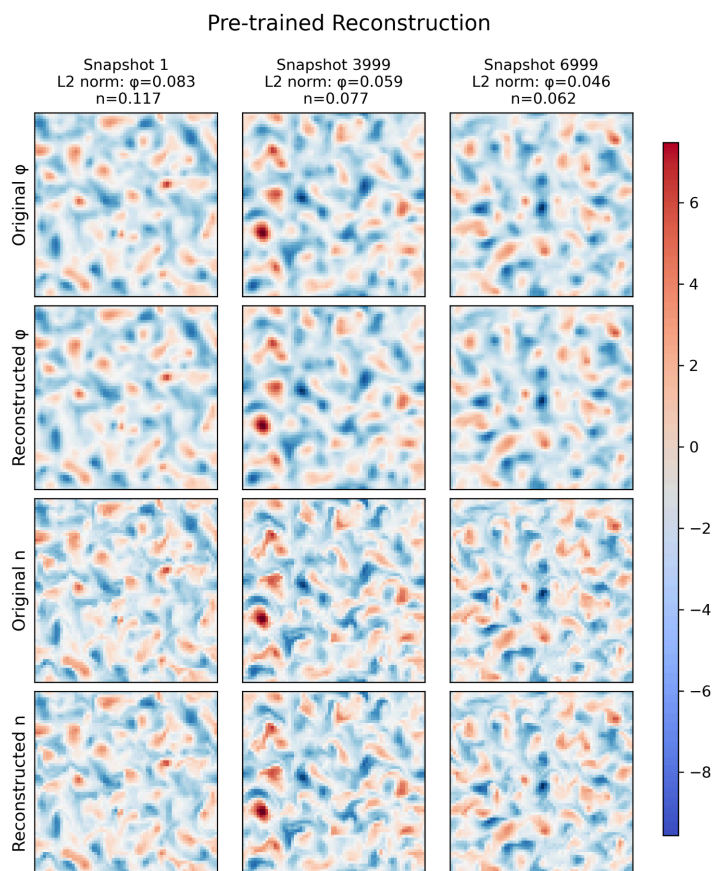 Pre-trained Reconstruction
Snapshot 1
L2 norm: φ=0.083
n=0.117
Snapshot 3999
L2 norm: φ=0.059
n=0.077
Snapshot 6999
L2 norm: φ=0.046
n=0.062
Original φ
Reconstructed φ
Original n
Reconstructed n
6
4
2
0
−2
−4
−6
−8